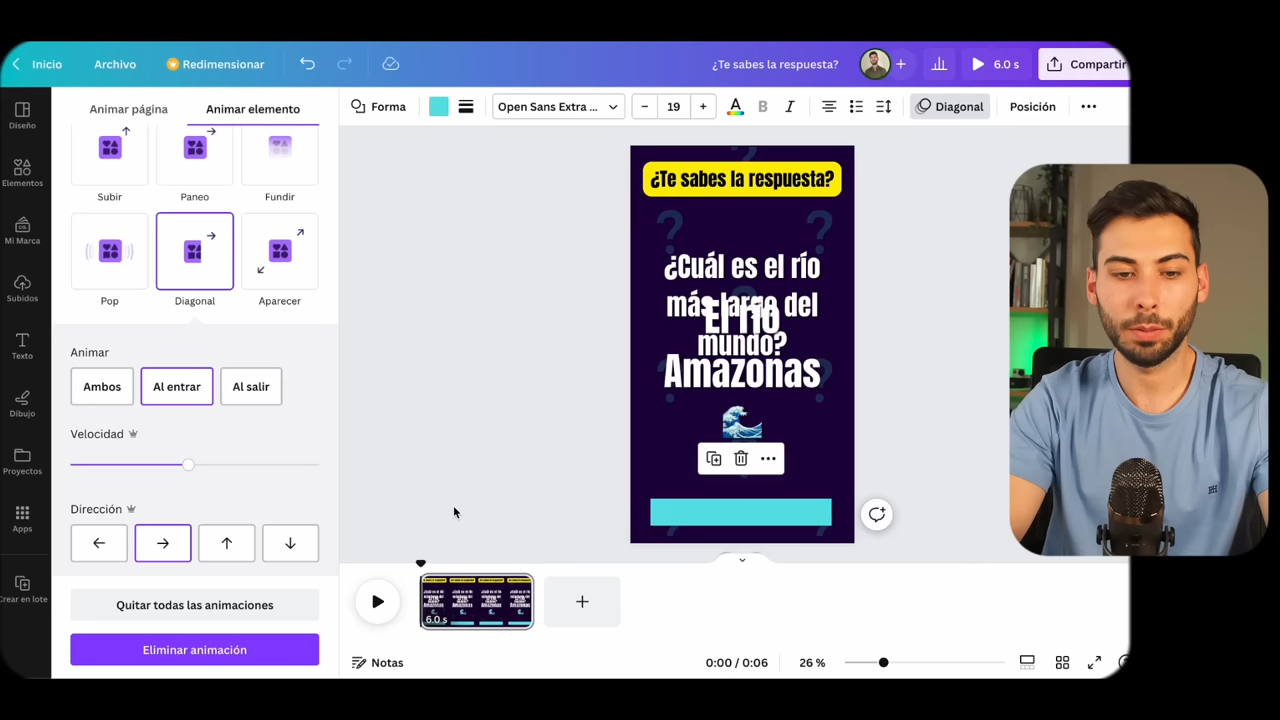 Inicio
Archivo
Redimensionar
¿Te sabes la respuesta?
6.0 s
Compartir
Diseño
Elementos
Mi Marca
Subidos
Texto
Dibujo
Proyectos
Apps
Crear en lote
Animar página
Animar elemento
Subir
Paneo
Fundir
Pop
Diagonal
Aparecer
Animar
Ambos
Al entrar
Al salir
Velocidad
Dirección
Quitar todas las animaciones
Eliminar animación
Forma
Open Sans Extra ...
19
A
B
I
Diagonal
Posición
¿Te sabes la respuesta?
¿Cuál es el río
más largo del
mundo?
El río
Amazonas
6.0 s
Notas
0:00 / 0:06
26 %